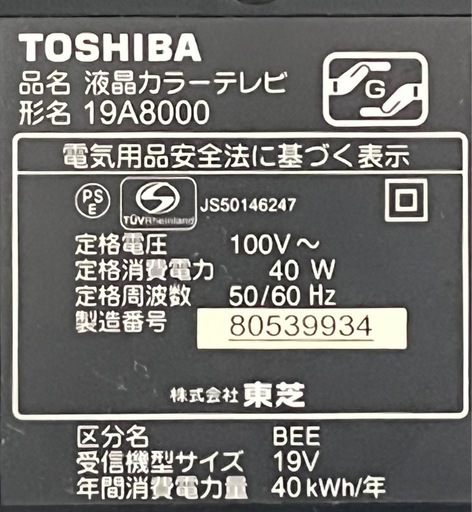 TOSHIBA
品名 液晶カラーテレビ
形名 19A8000
G
電気用品安全法に基づく表示
PS
E
TÜVRheinland
JS50146247
定格電圧 100V～
定格消費電力 40 W
定格周波数 50/60 Hz
製造番号 80539934
株式会社 東芝
区分名 BEE
受信機型サイズ 19V
年間消費電力量 40kWh/年